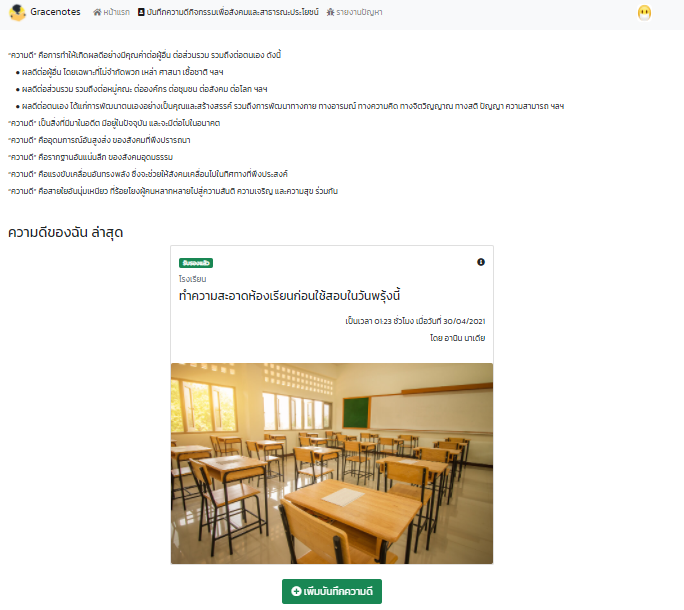 Gracenotes หน้าแรก บันทึกความดีกิจกรรมเพื่อสังคมและสาธารณะประโยชน์ รายงานปัญหา
"ความดี" คือการทำให้เกิดผลดีอย่างมีคุณค่าต่อผู้อื่น ต่อส่วนรวม รวมถึงต่อตนเอง ดังนี้
● ผลดีต่อผู้อื่น โดยเฉพาะที่ไม่จำกัดพวก เหล่า ศาสนา เชื้อชาติ ฯลฯ
● ผลดีต่อส่วนรวม รวมถึงต่อหมู่คณะ ต่อองค์กร ต่อชุมชน ต่อสังคม ต่อโลก ฯลฯ
● ผลดีต่อตนเอง ได้แก่การพัฒนาตนเองอย่างเป็นคุณและสร้างสรรค์ รวมถึงการพัฒนาทางกาย ทางอารมณ์ ทางความคิด ทางจิตวิญญาณ ทางสติ ปัญญา ความสามารถ ฯลฯ
"ความดี" เป็นสิ่งที่มีมาในอดีต มีอยู่ในปัจจุบัน และจะมีต่อไปในอนาคต
"ความดี" คืออุดมการณ์อันสูงส่ง ของสังคมที่พึงปรารถนา
"ความดี" คือรากฐานอันแน่นลึก ของสังคมอุดมธรรม
"ความดี" คือแรงขับเคลื่อนอันทรงพลัง ซึ่งจะช่วยให้สังคมเคลื่อนไปในทิศทางที่พึงประสงค์
"ความดี" คือสายใยอันนุ่มเหนียว ที่ร้อยโยงผู้คนหลากหลายไปสู่ความสันติ ความเจริญ และความสุข ร่วมกัน
ความดีของฉัน ล่าสุด
รับรองแล้ว
โรงเรียน
ทำความสะอาดห้องเรียนก่อนใช้สอบในวันพรุ้งนี้
เป็นเวลา 01:23 ชั่วโมง เมื่อวันที่ 30/04/2021
โดย อานิน นาเดีย
เพิ่มบันทึกความดี